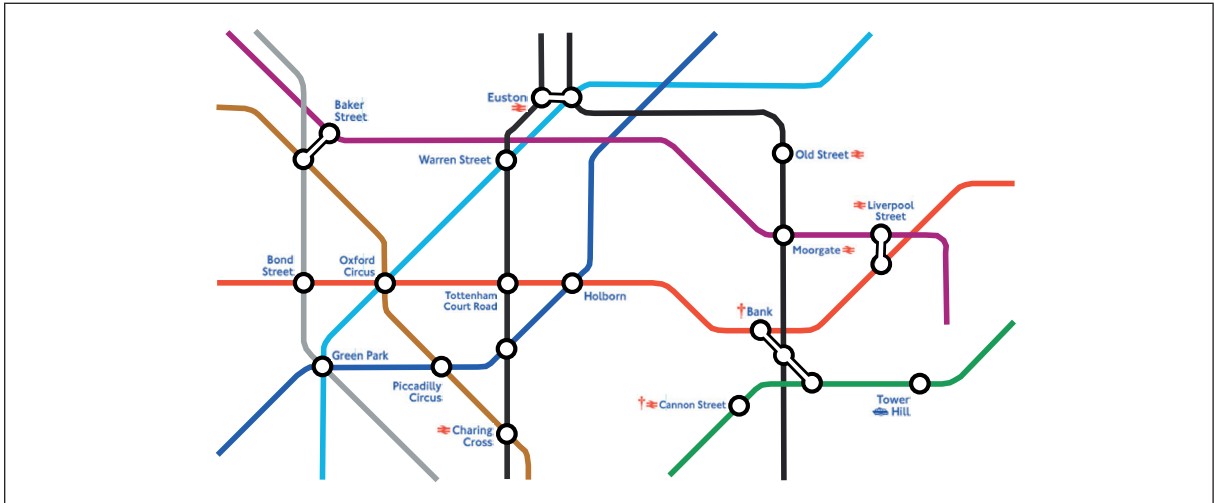 Baker
Street
Euston
Warren Street
Old Street
Liverpool
Street
Moorgate
Bond
Street
Oxford
Circus
Tottenham
Court Road
Holborn
†Bank
Green Park
Piccadilly
Circus
†Cannon Street
Tower
Hill
Charing
Cross